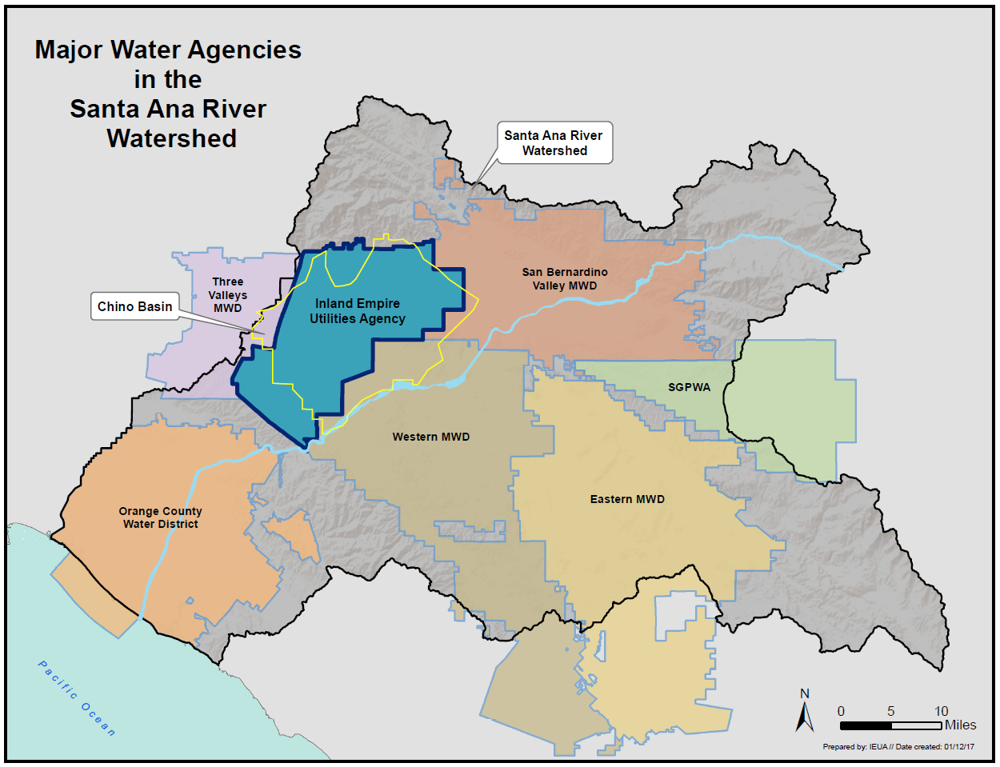 Major Water Agencies
in the
Santa Ana River
Watershed
Santa Ana River
Watershed
Three
Valleys
MWD
San Bernardino
Valley MWD
Chino Basin
Inland Empire
Utilities Agency
SGPWA
Western MWD
Eastern MWD
Orange County
Water District
Pacific Ocean
N
0 5 10
Miles
Prepared by: IEUA // Date created: 01/12/17